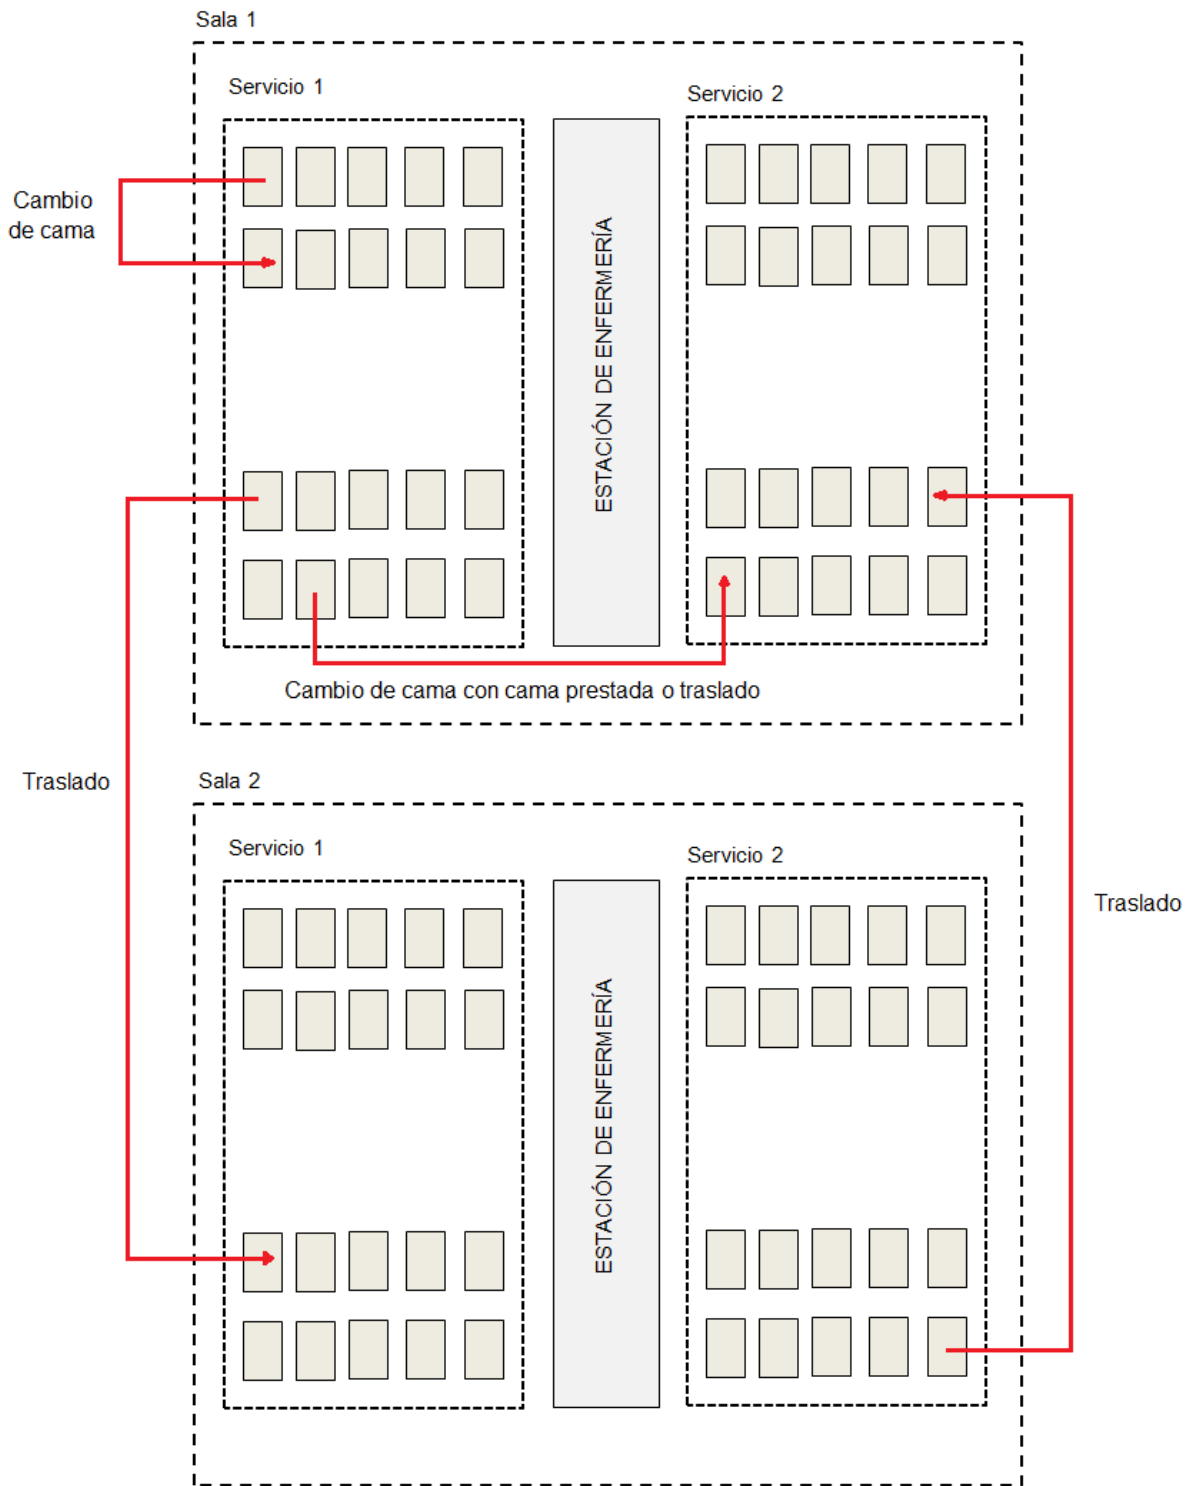 Sala 1
Servicio 1
Servicio 2
Cambio
de cama
ESTACIÓN DE ENFERMERÍA
Cambio de cama con cama prestada o traslado
Traslado
Sala 2
Servicio 1
Servicio 2
Traslado
ESTACIÓN DE ENFERMERÍA